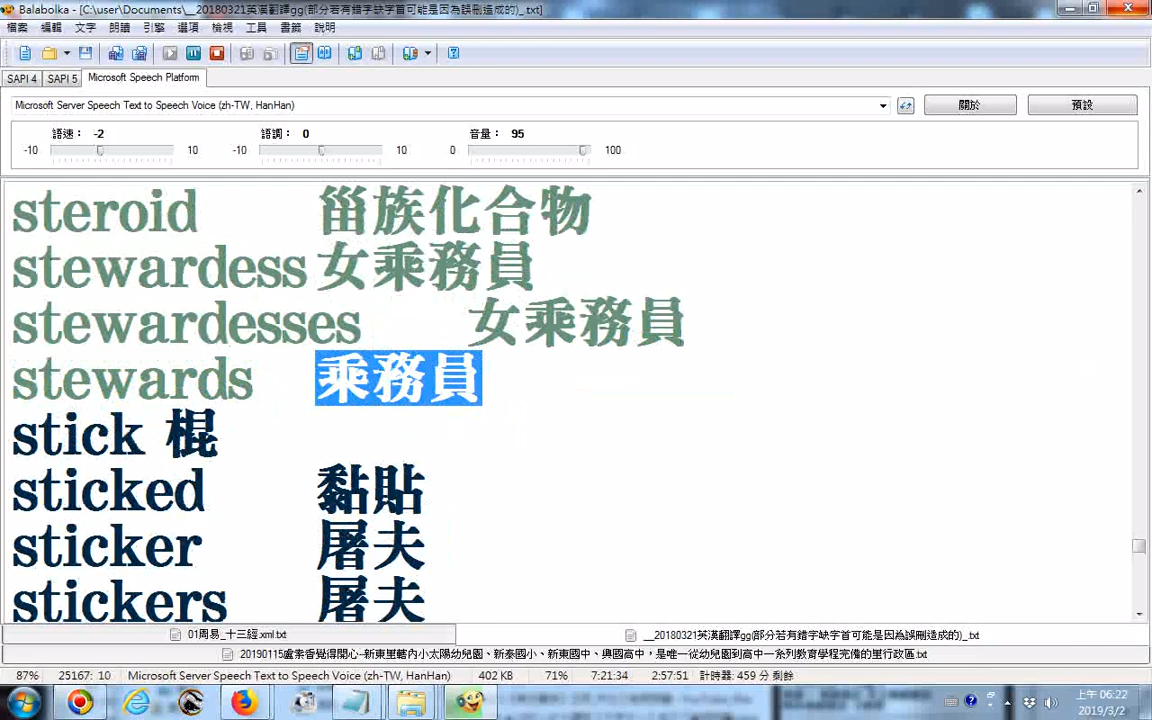 Balabolka - [C:\user\Documents\__20180321英漢翻譯gg(部分若有錯字缺字首可能是因為誤刪造成的)_.txt]
檔案 編輯 文字 朗讀 引擎 選項 檢視 工具 書籤 說明
SAPI 4 SAPI 5 Microsoft Speech Platform
Microsoft Server Speech Text to Speech Voice (zh-TW, HanHan) 關於 預設
語速： -2 語調： 0 音量： 95
-10 10 -10 10 0 100
steroid 甾族化合物
stewardess 女乘務員
stewardesses 女乘務員
stewards 乘務員
stick 棍
sticked 黏貼
sticker 屠夫
stickers 屠夫
01周易_十三經.xml.txt __20180321英漢翻譯gg(部分若有錯字缺字首可能是因為誤刪造成的)_.txt
20190115盧素香覺得開心--新東里轄內小太陽幼兒園、新泰國小、新東國中、興國高中，是唯一從幼兒園到高中一系列教育學程完備的里行政區.txt
87% 25167: 10 Microsoft Server Speech Text to Speech Voice (zh-TW, HanHan) 402 KB 71% 7:21:34 2:57:51 計時器: 459 分 剩餘
上午 06:22
2019/3/2